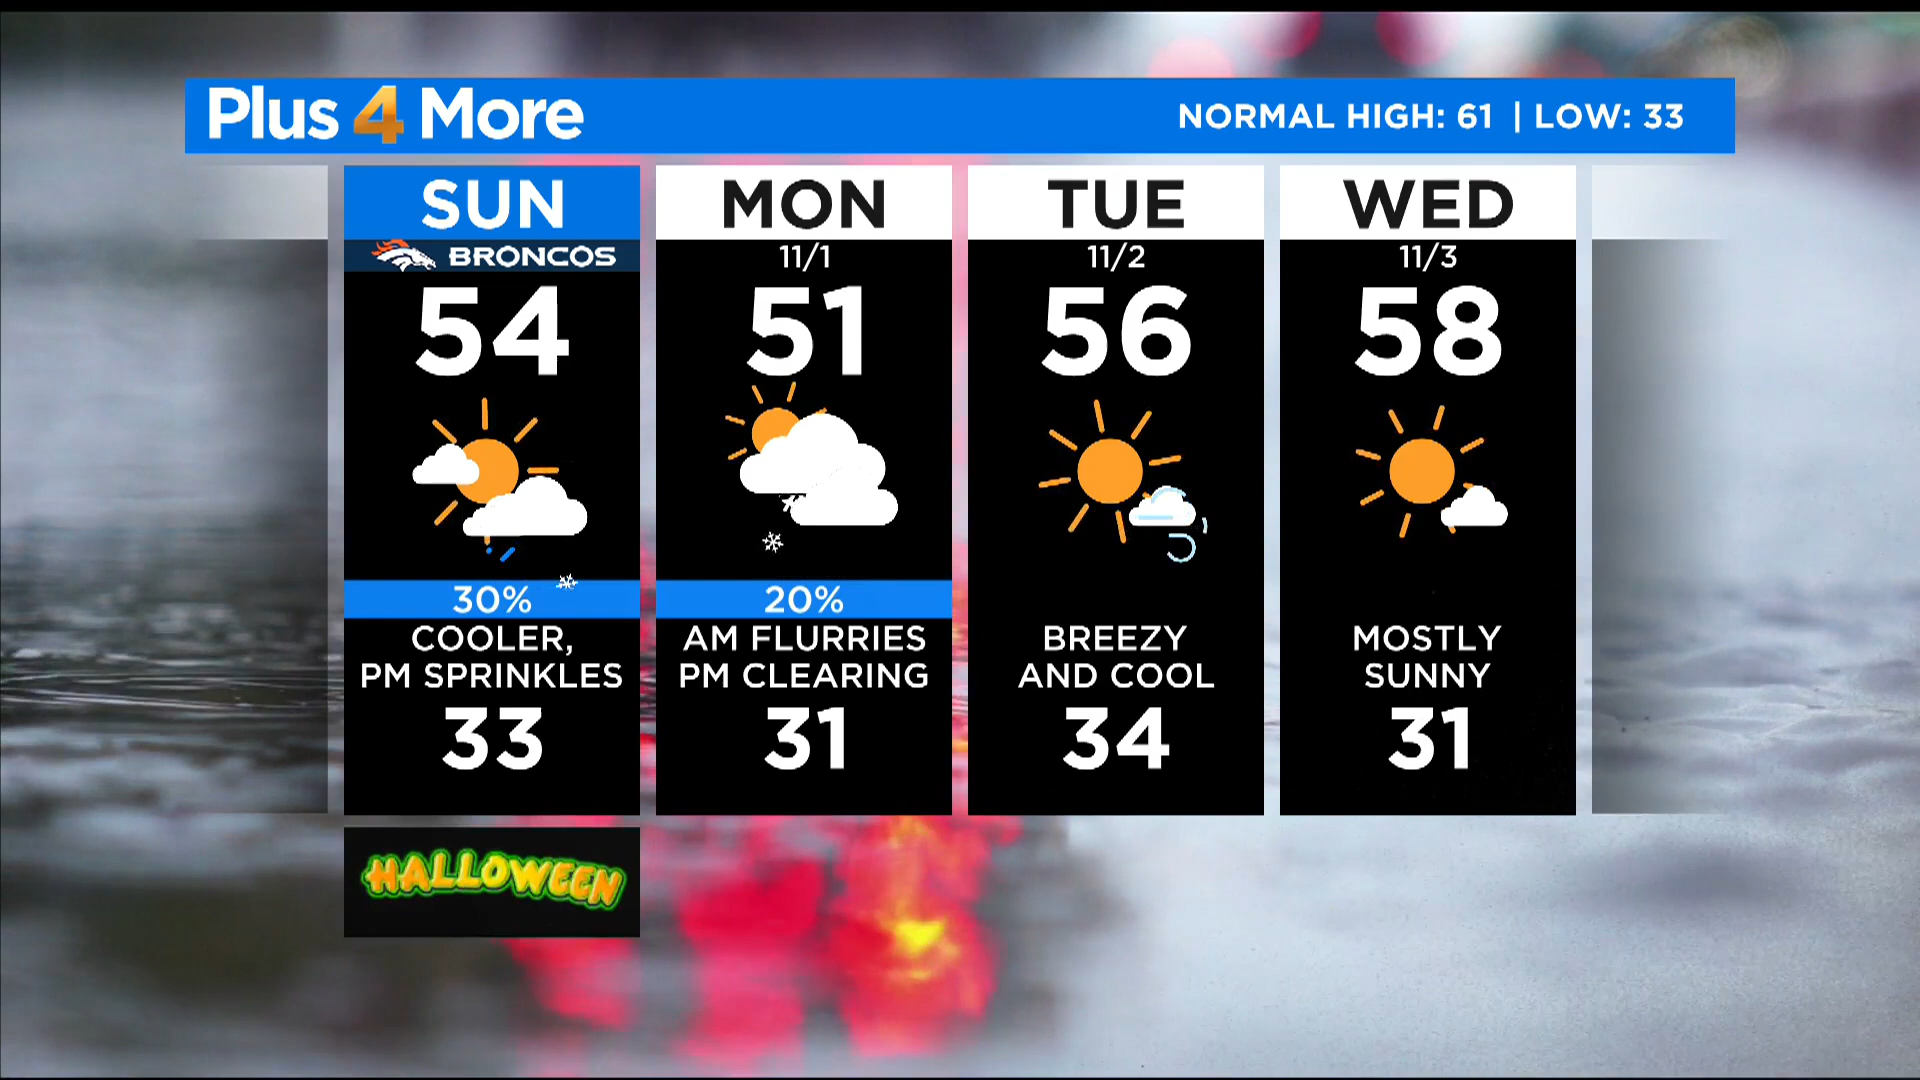 Plus 4 More
NORMAL HIGH: 61 | LOW: 33
SUN
BRONCOS
54
30%
COOLER,
PM SPRINKLES
33
HALLOWEEN
MON
11/1
51
20%
AM FLURRIES
PM CLEARING
31
TUE
11/2
56
BREEZY
AND COOL
34
WED
11/3
58
MOSTLY
SUNNY
31